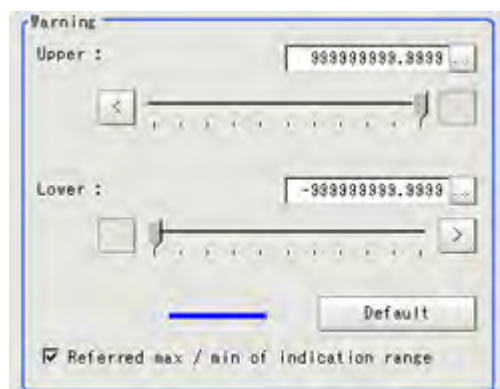 Warning
Upper :
999999999.9999 ...
<
Lower :
-999999999.9999 ...
>
Default
Referred max / min of indication range